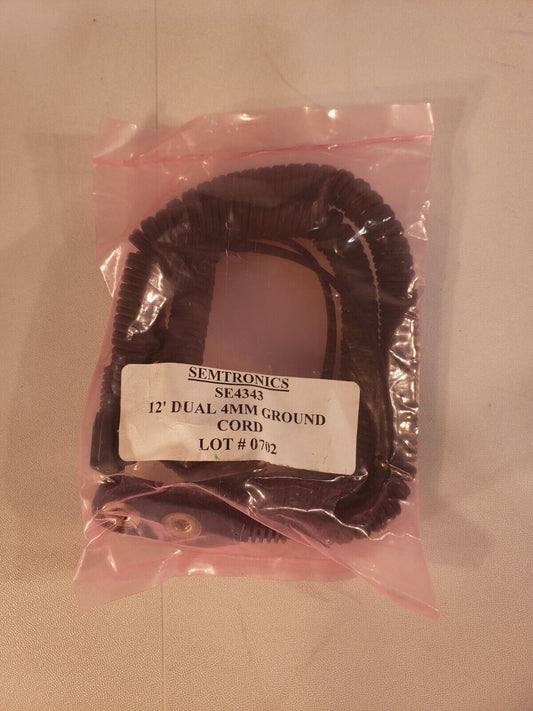 SEMTRONICS
SE4343
12' DUAL 4MM GROUND
CORD
LOT # 0702